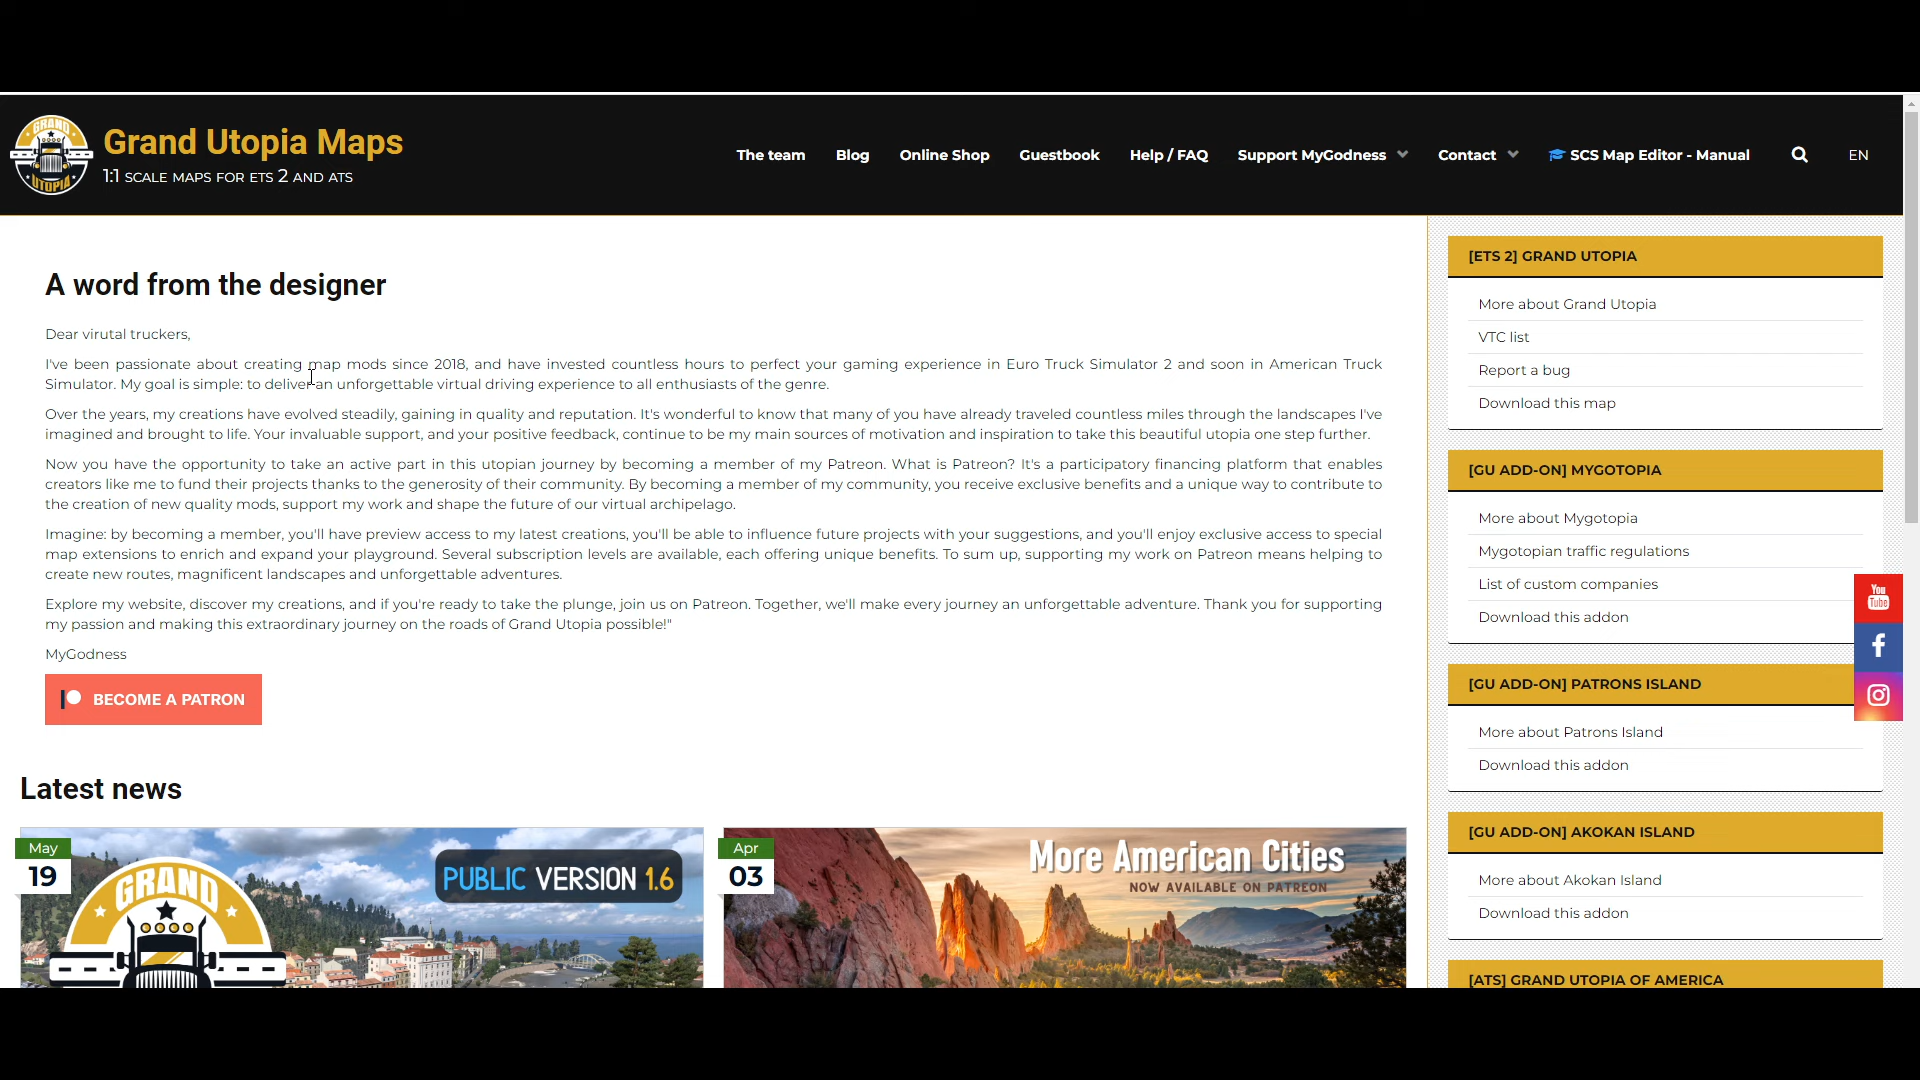 GRAND
UTOPIA
Grand Utopia Maps
1:1 SCALE MAPS FOR ETS 2 AND ATS
The team
Blog
Online Shop
Guestbook
Help / FAQ
Support MyGodness
Contact
SCS Map Editor - Manual
EN
A word from the designer
Dear virutal truckers,
I've been passionate about creating map mods since 2018, and have invested countless hours to perfect your gaming experience in Euro Truck Simulator 2 and soon in American Truck
Simulator. My goal is simple: to deliver an unforgettable virtual driving experience to all enthusiasts of the genre.
Over the years, my creations have evolved steadily, gaining in quality and reputation. It's wonderful to know that many of you have already traveled countless miles through the landscapes I've
imagined and brought to life. Your invaluable support, and your positive feedback, continue to be my main sources of motivation and inspiration to take this beautiful utopia one step further.
Now you have the opportunity to take an active part in this utopian journey by becoming a member of my Patreon. What is Patreon? It's a participatory financing platform that enables
creators like me to fund their projects thanks to the generosity of their community. By becoming a member of my community, you receive exclusive benefits and a unique way to contribute to
the creation of new quality mods, support my work and shape the future of our virtual archipelago.
Imagine: by becoming a member, you'll have preview access to my latest creations, you'll be able to influence future projects with your suggestions, and you'll enjoy exclusive access to special
map extensions to enrich and expand your playground. Several subscription levels are available, each offering unique benefits. To sum up, supporting my work on Patreon means helping to
create new routes, magnificent landscapes and unforgettable adventures.
Explore my website, discover my creations, and if you're ready to take the plunge, join us on Patreon. Together, we'll make every journey an unforgettable adventure. Thank you for supporting
my passion and making this extraordinary journey on the roads of Grand Utopia possible!"
MyGodness
BECOME A PATRON
Latest news
May
19
GRAND
PUBLIC VERSION 1.6
Apr
03
More American Cities
NOW AVAILABLE ON PATREON
[ETS 2] GRAND UTOPIA
More about Grand Utopia
VTC list
Report a bug
Download this map
[GU ADD-ON] MYGOTOPIA
More about Mygotopia
Mygotopian traffic regulations
List of custom companies
Download this addon
[GU ADD-ON] PATRONS ISLAND
More about Patrons Island
Download this addon
[GU ADD-ON] AKOKAN ISLAND
More about Akokan Island
Download this addon
[ATS] GRAND UTOPIA OF AMERICA
You
Tube